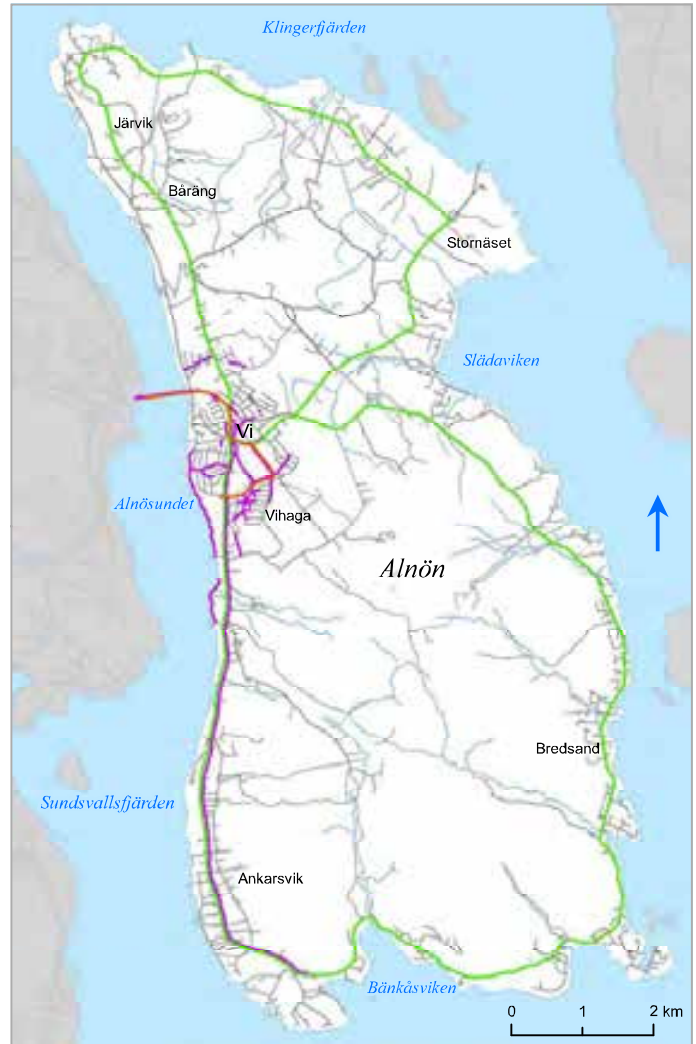 Klingerfjärden
Järvik
Båräng
Stornäset
Slädaviken
Vi
Alnösundet
Vihaga
Alnön
Bredsand
Sundsvallsfjärden
Ankarsvik
Bänkåsviken
0 1 2 km